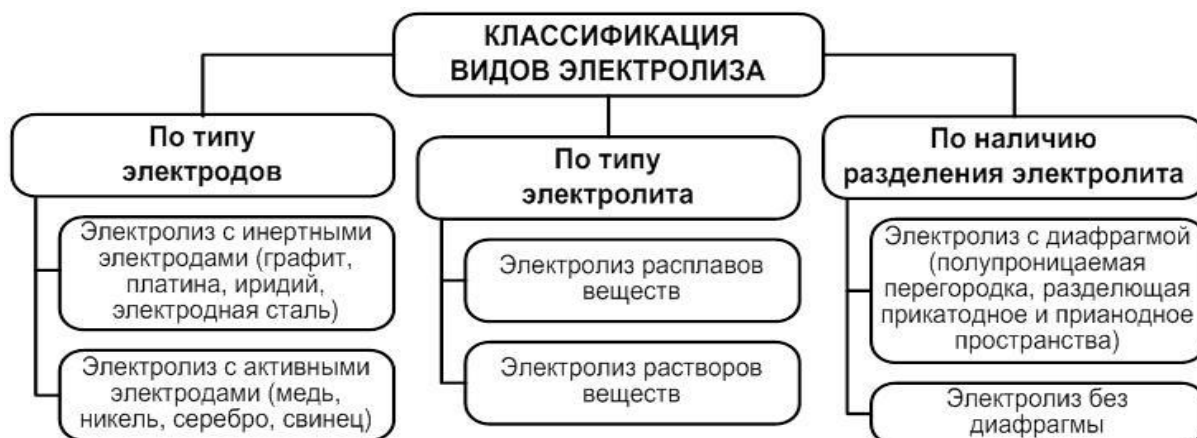 КЛАССИФИКАЦИЯ
ВИДОВ ЭЛЕКТРОЛИЗА
По типу
электродов
Электролиз с инертными
электродами (графит,
платина, иридий,
электродная сталь)
Электролиз с активными
электродами (медь,
никель, серебро, свинец)
По типу
электролита
Электролиз расплавов
веществ
Электролиз растворов
веществ
По наличию
разделения электролита
Электролиз с диафрагмой
(полупроницаемая
перегородка, разделющая
прикатодное и прианодное
пространства)
Электролиз без
диафрагмы